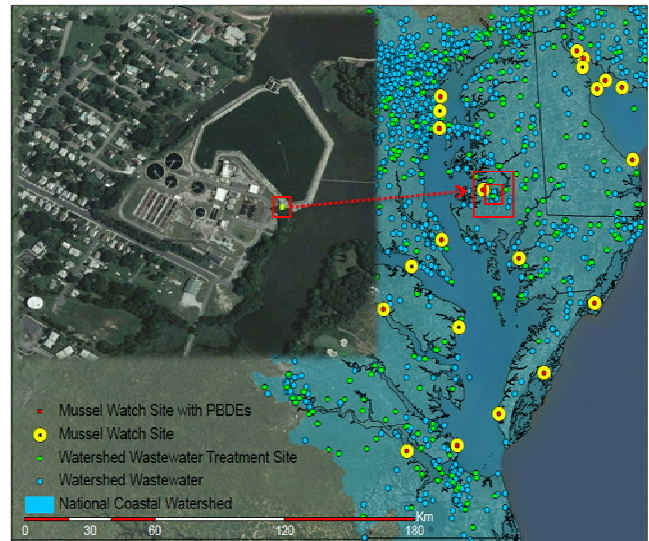 Mussel Watch Site with PBDEs
Mussel Watch Site
Watershed Wastewater Treatment Site
Watershed Wastewater
National Coastal Watershed
Km
0 30 60 120 180